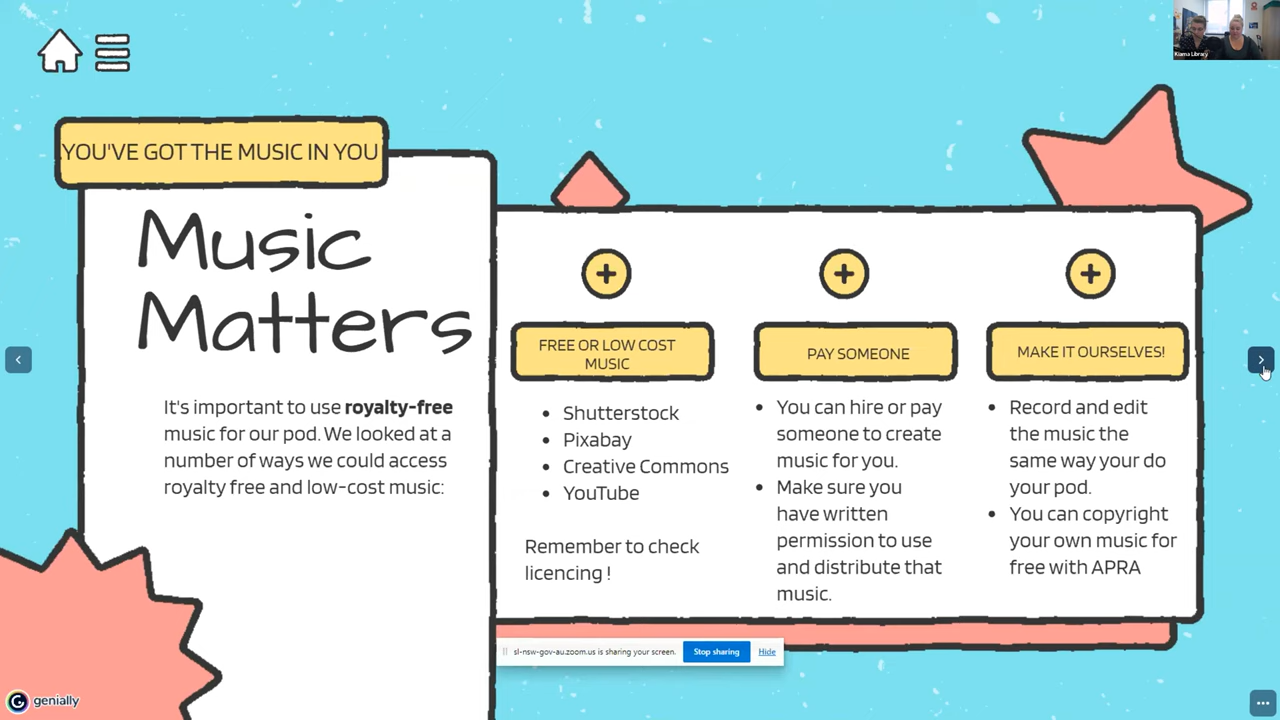 Kiama Library
YOU'VE GOT THE MUSIC IN YOU
Music
Matters
It's important to use royalty-free
music for our pod. We looked at a
number of ways we could access
royalty free and low-cost music:
FREE OR LOW COST
MUSIC
• Shutterstock
• Pixabay
• Creative Commons
• YouTube
Remember to check
licencing !
PAY SOMEONE
• You can hire or pay
someone to create
music for you.
• Make sure you
have written
permission to use
and distribute that
music.
MAKE IT OURSELVES!
• Record and edit
the music the
same way your do
your pod.
• You can copyright
your own music for
free with APRA
sl-nsw-gov-au.zoom.us is sharing your screen.
Stop sharing
Hide
genially